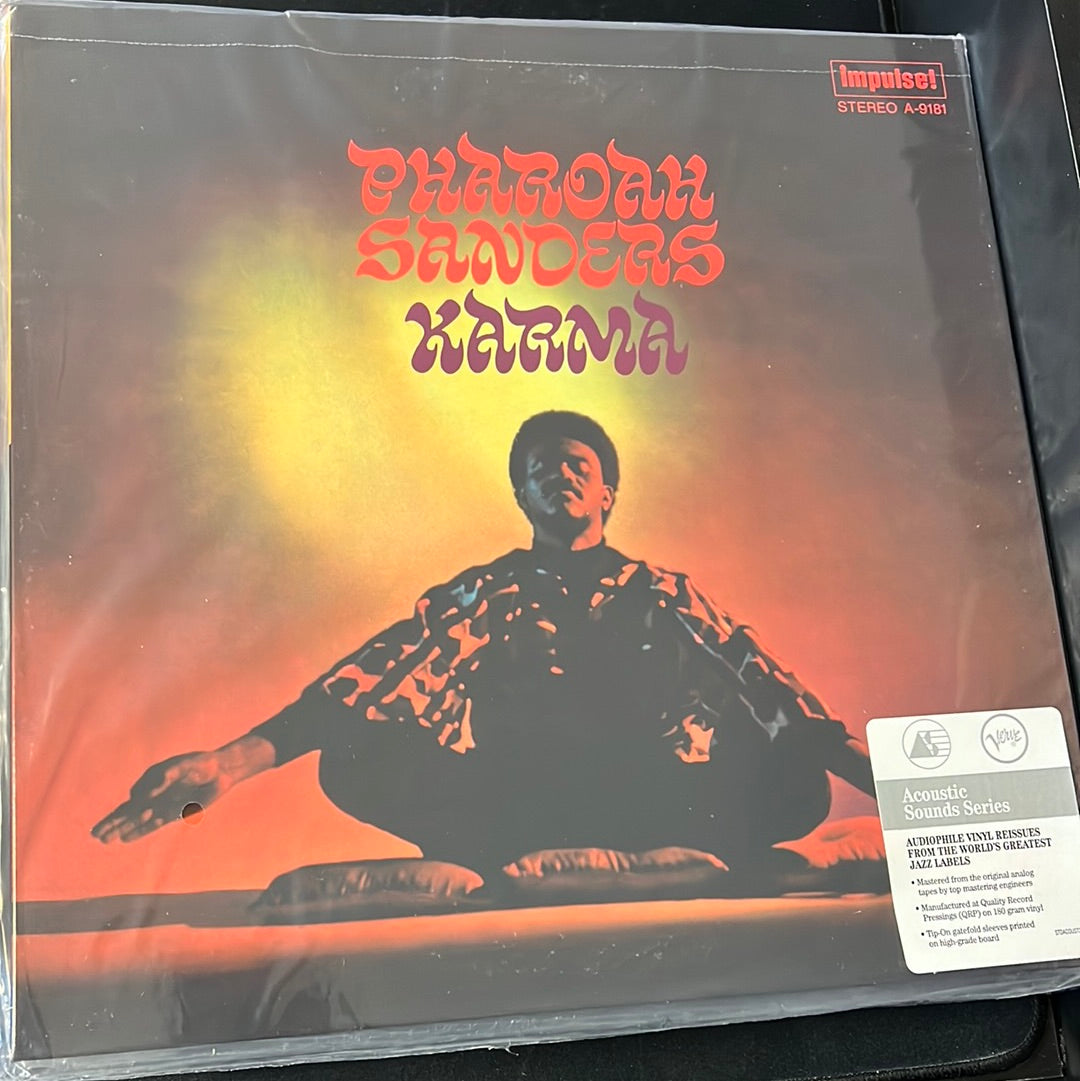 impulse!
STEREO A-9181
PHAROAH
SANDERS
KARMA
Verve
Acoustic
Sounds Series
AUDIOPHILE VINYL REISSUES
FROM THE WORLD'S GREATEST
JAZZ LABELS
• Mastered from the original analog
tapes by top mastering engineers
• Manufactured at Quality Record
Pressings (QRP) on 180 gram vinyl
• Tip-On gatefold sleeves printed
on high-grade board